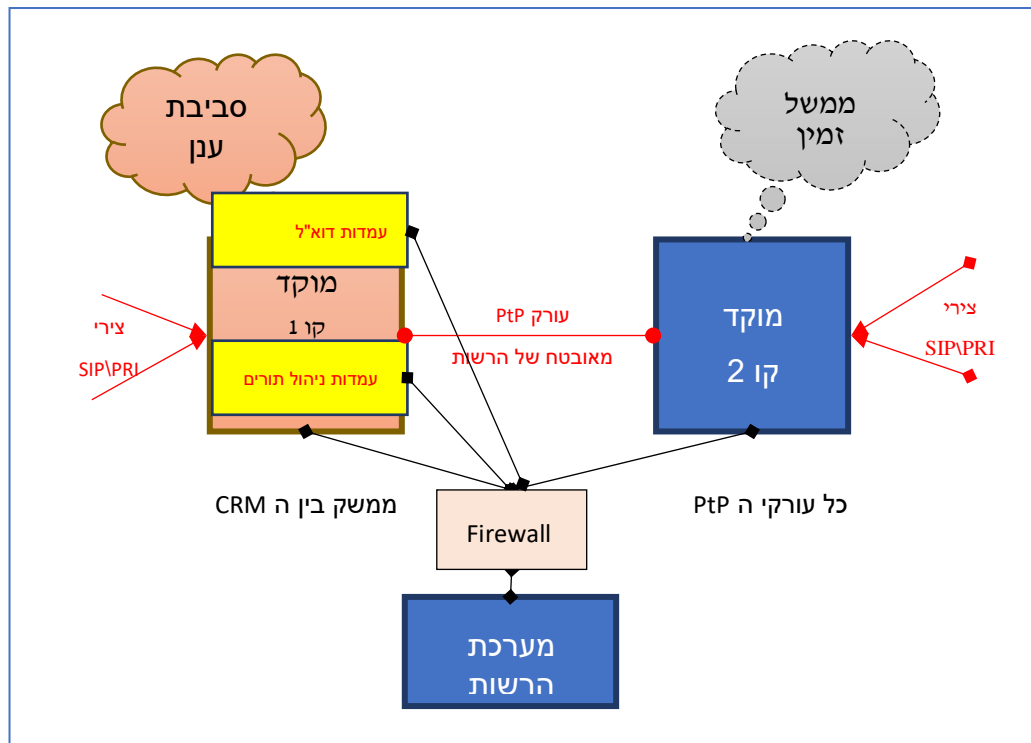 סביבת
ענן
ממשל
זמין
עמדות דוא"ל
מוקד
קו 1
עמדות ניהול תורים
צירי
SIP\PRI
עורק PtP
מאובטח של הרשות
מוקד
קו 2
צירי
SIP\PRI
ממשק בין ה CRM
כל עורקי ה PtP
Firewall
מערכת
הרשות